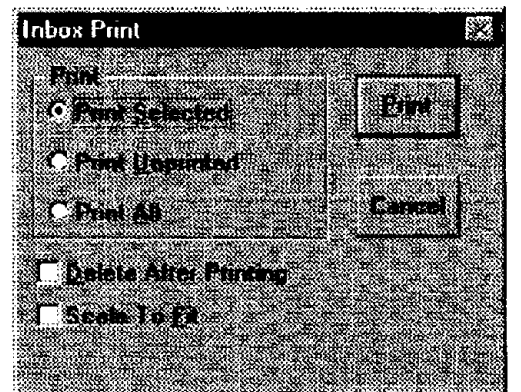 Inbox Print
Print
Print Selected
Print Unprinted
Print All
Print
Cancel
Delete After Printing
Scale To Fit